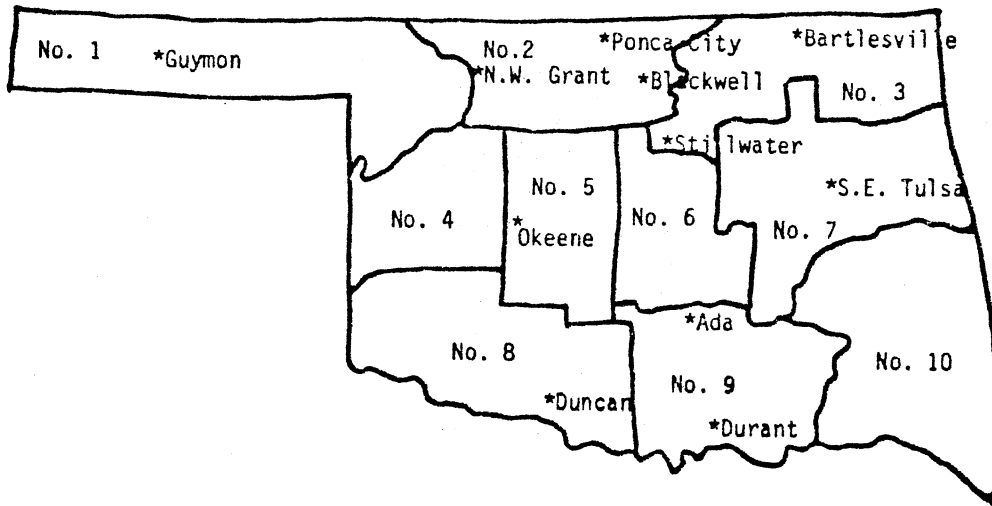 No. 1
*Guymon
No.2
*N.W. Grant
*Ponca City
*Blackwell
*Bartlesville
No. 3
*Stillwater
*S.E. Tulsa
No. 4
No. 5
*
Okeene
No. 6
No. 7
*Ada
No. 8
*Duncan
No. 9
*Durant
No. 10